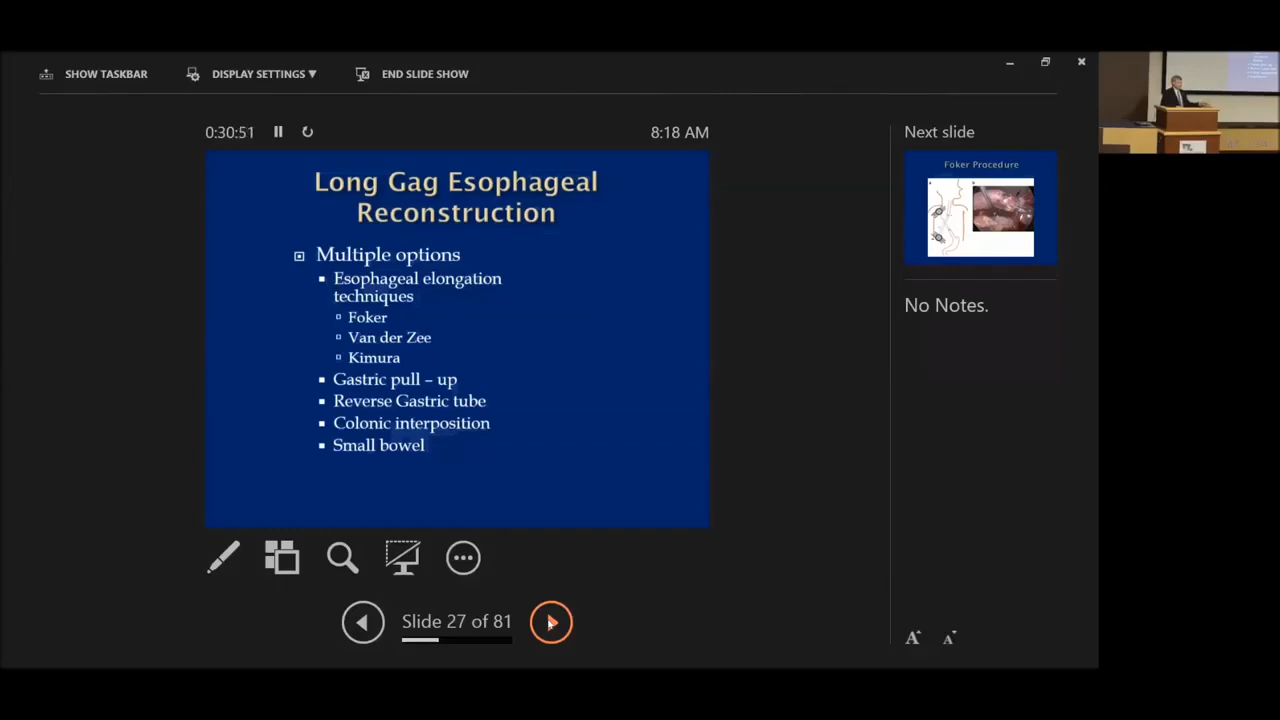 SHOW TASKBAR
DISPLAY SETTINGS ▼
END SLIDE SHOW
0:30:51
8:18 AM
Long Gag Esophageal
Reconstruction
Multiple options
Esophageal elongation
techniques
Foker
Van der Zee
Kimura
Gastric pull – up
Reverse Gastric tube
Colonic interposition
Small bowel
Slide 27 of 81
Next slide
Foker Procedure
No Notes.
A
A